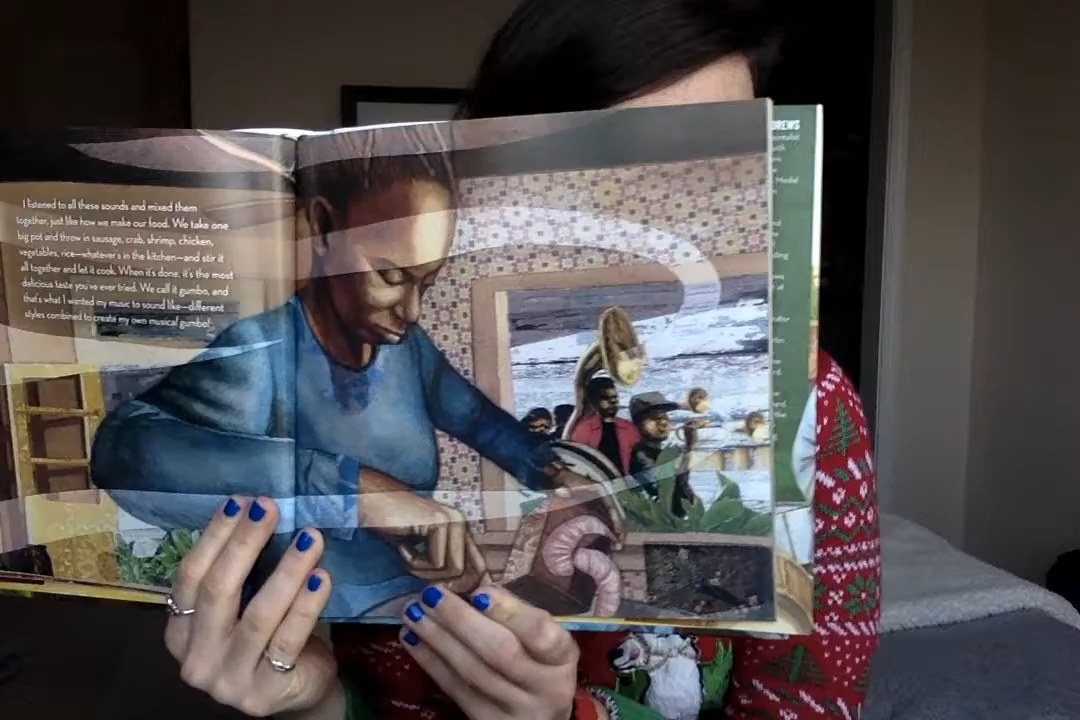 I listened to all these sounds and mixed them
together, just like how we make our food. We take one
big pot and throw in sausage, crab, shrimp, chicken,
vegetables, rice—whatever's in the kitchen—and stir it
all together and let it cook. When it's done, it's the most
delicious taste you've ever tried. We call it gumbo, and
that's what I wanted my music to sound like—different
styles combined to create my own musical gumbo!
DREWS
Medal